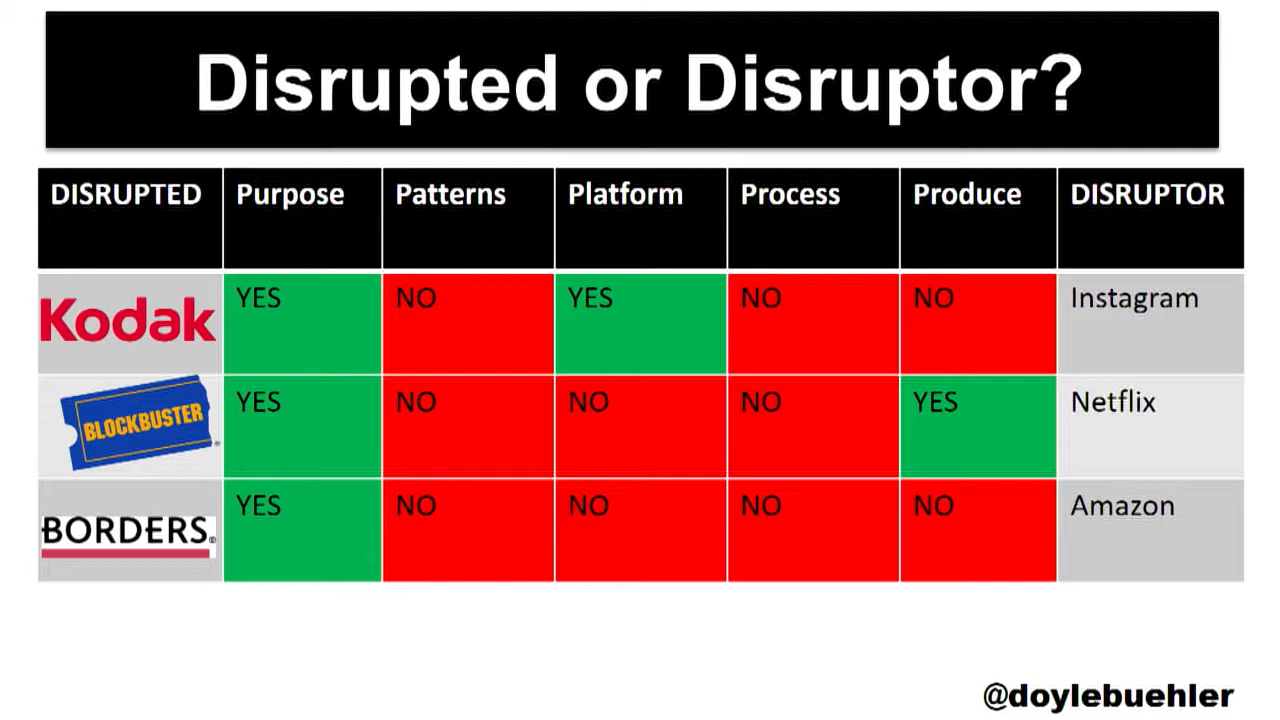 Disrupted or Disruptor?
DISRUPTED Purpose Patterns Platform Process Produce DISRUPTOR
Kodak YES NO YES NO NO Instagram
BLOCKBUSTER® YES NO NO NO YES Netflix
BORDERS® YES NO NO NO NO Amazon
@doylebuehler